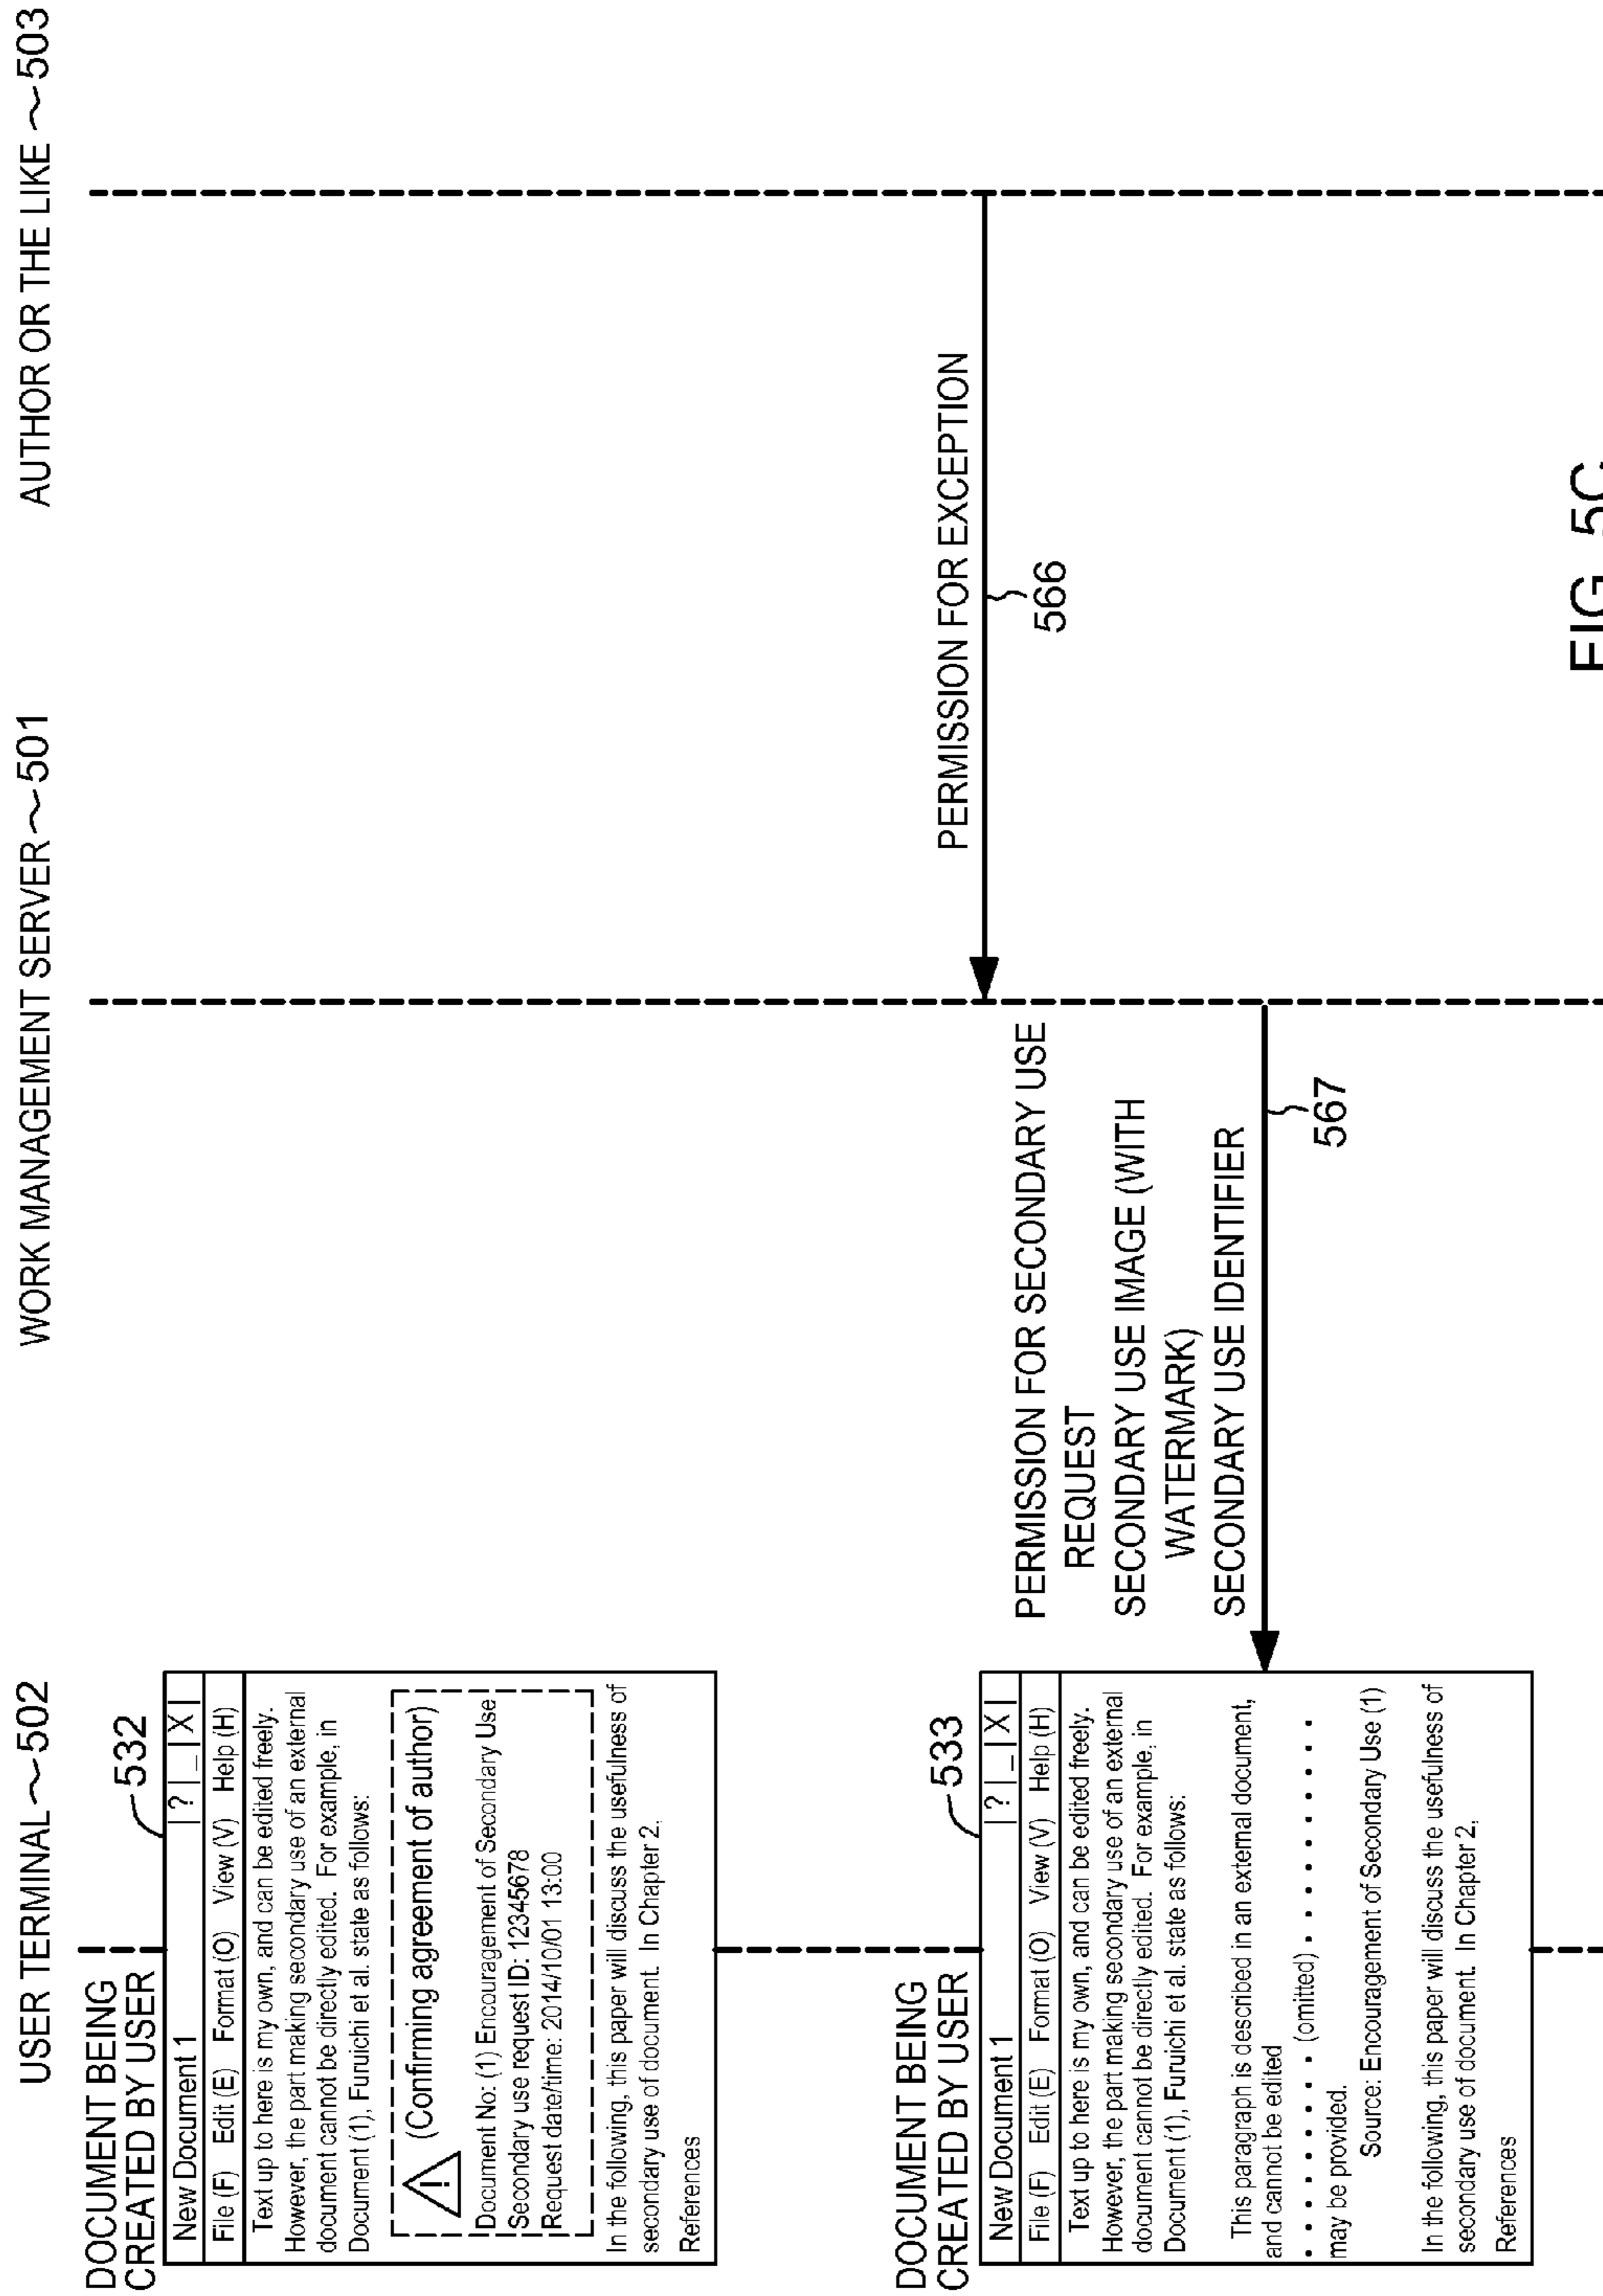 USER TERMINAL ~502
WORK MANAGEMENT SERVER ~501
AUTHOR OR THE LIKE ~503
DOCUMENT BEING
CREATED BY USER
532
New Document 1 | ? | _ | X |
File (F) Edit (E) Format (O) View (V) Help (H)
Text up to here is my own, and can be edited freely.
However, the part making secondary use of an external
document cannot be directly edited. For example, in
Document (1), Furuichi et al. state as follows:
! (Confirming agreement of author)
Document No: (1) Encouragement of Secondary Use
Secondary use request ID: 12345678
Request date/time: 2014/10/01 13:00
In the following, this paper will discuss the usefulness of
secondary use of document. In Chapter 2,
References
PERMISSION FOR EXCEPTION
566
DOCUMENT BEING
CREATED BY USER
533
New Document 1 | ? | _ | X |
File (F) Edit (E) Format (O) View (V) Help (H)
Text up to here is my own, and can be edited freely.
However, the part making secondary use of an external
document cannot be directly edited. For example, in
Document (1), Furuichi et al. state as follows:
This paragraph is described in an external document,
and cannot be edited
. . . . . . . . . . (omitted) . . . . . . . . . . . . .
may be provided.
Source: Encouragement of Secondary Use (1)
In the following, this paper will discuss the usefulness of
secondary use of document. In Chapter 2,
References
PERMISSION FOR SECONDARY USE
REQUEST
SECONDARY USE IMAGE (WITH
WATERMARK)
SECONDARY USE IDENTIFIER
567
FIG. 5C